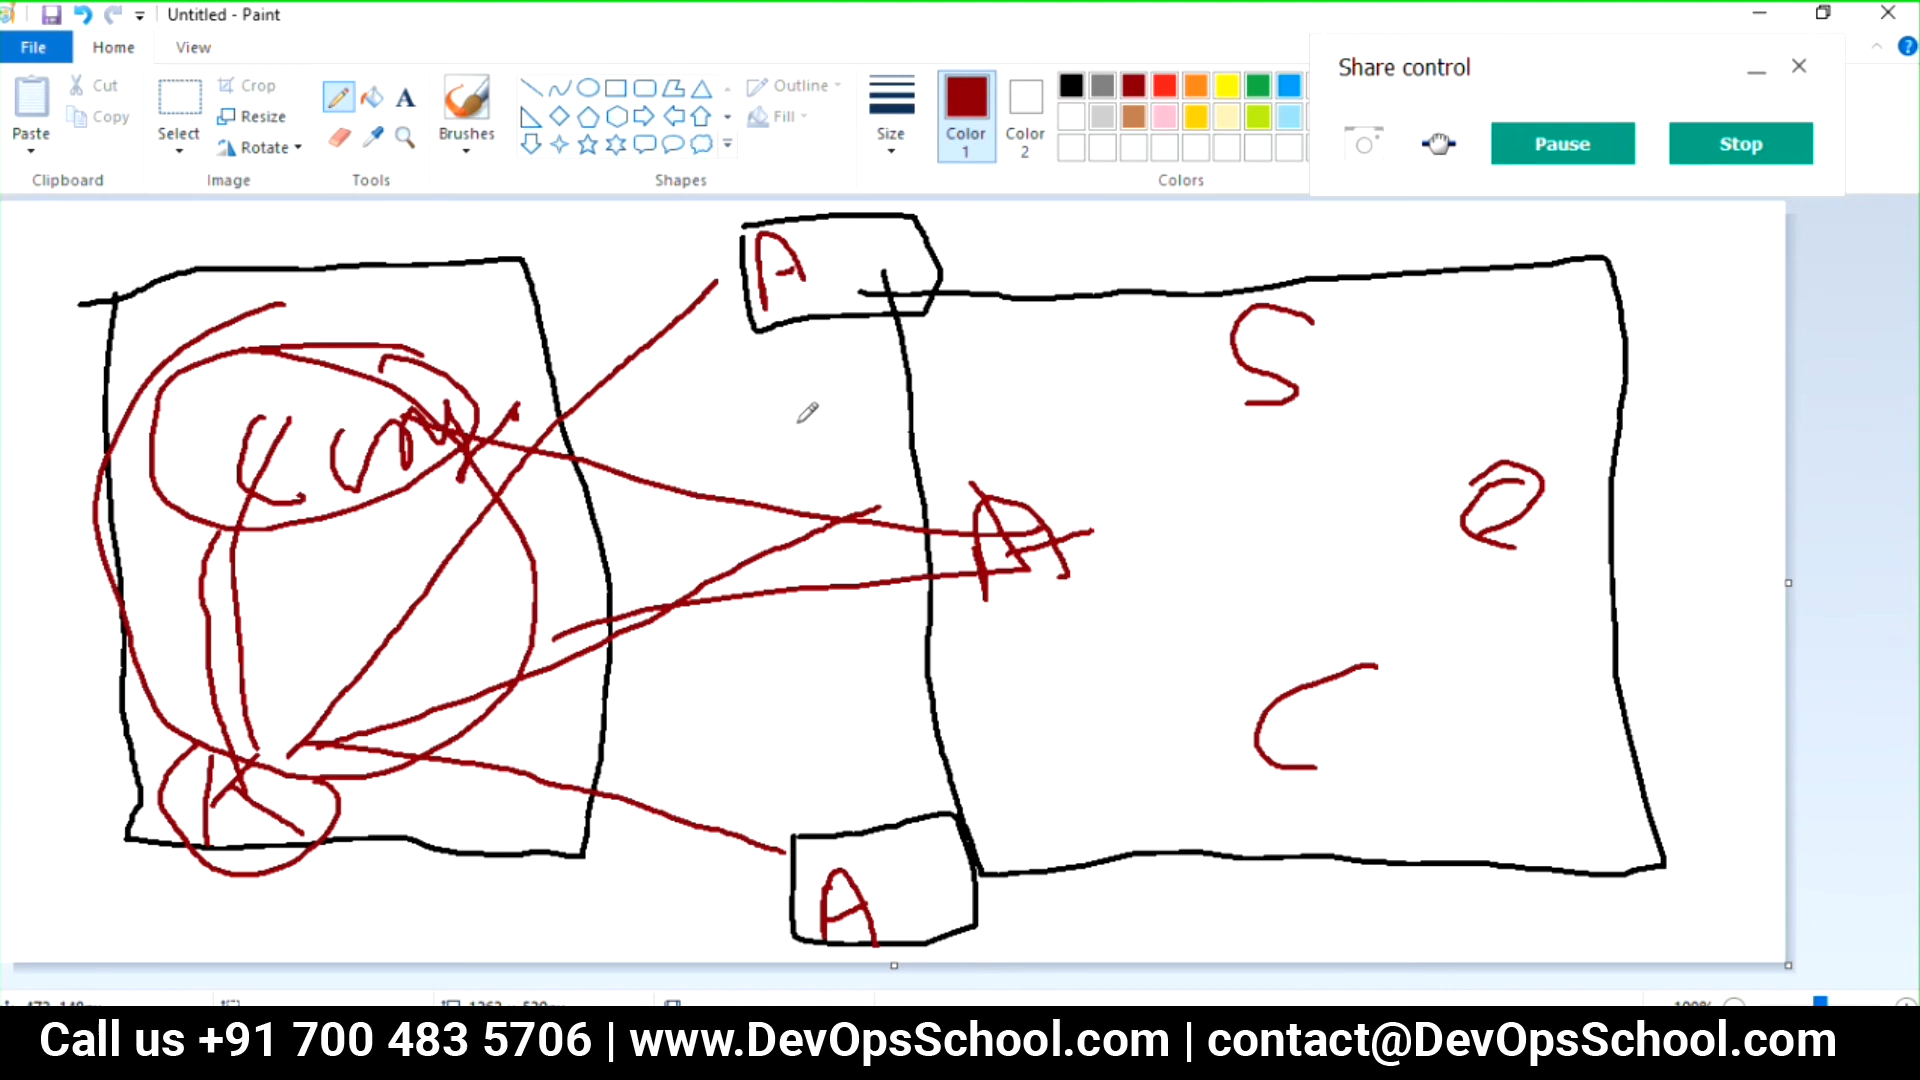 Untitled - Paint
File Home View
Share control
Paste
Cut
Copy
Select
Crop
Resize
Rotate
Brushes
Outline
Fill
Size
Color 1
Color 2
Pause
Stop
Clipboard
Image
Tools
Shapes
Colors
A
S
A
C
A
Call us +91 700 483 5706 | www.DevOpsSchool.com | contact@DevOpsSchool.com